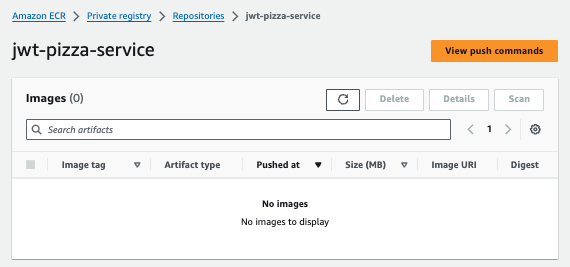 Amazon ECR > Private registry > Repositories > jwt-pizza-service
jwt-pizza-service
View push commands
Images (0)
Delete
Details
Scan
Search artifacts
1
Image tag
Artifact type
Pushed at
Size (MB)
Image URI
Digest
No images
No images to display